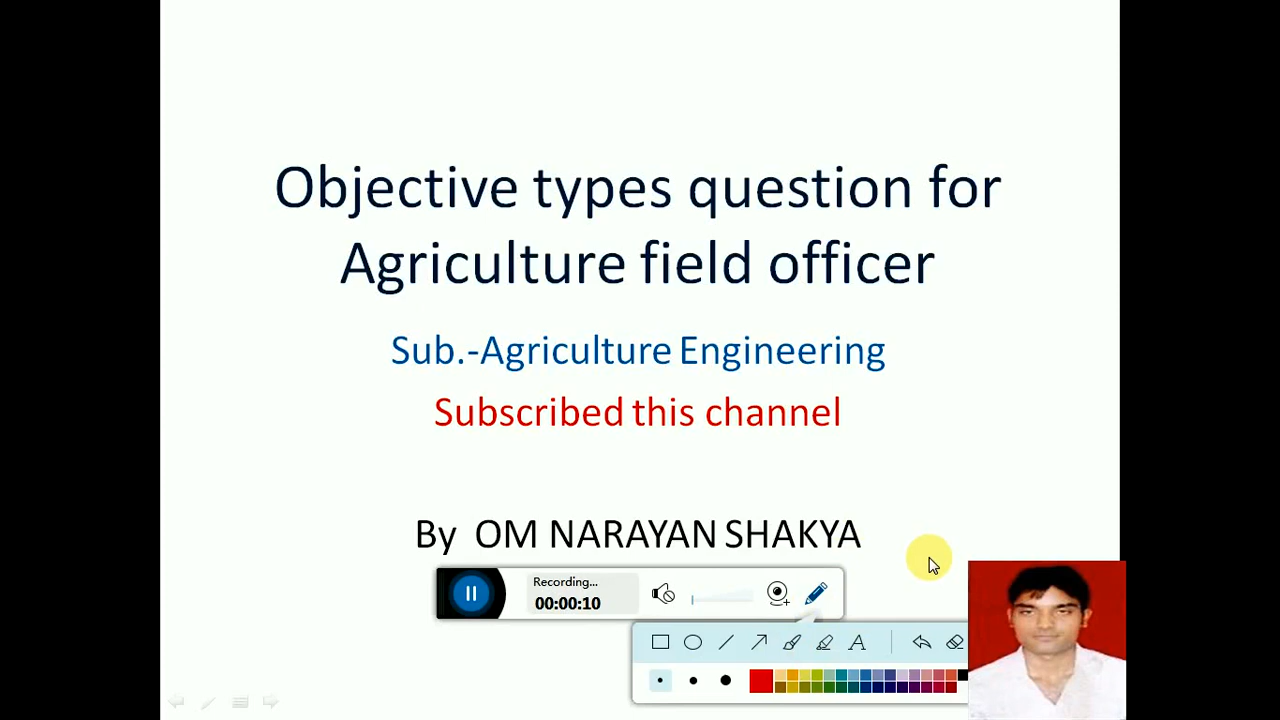 Objective types question for
Agriculture field officer
Sub.-Agriculture Engineering
Subscribed this channel
By OM NARAYAN SHAKYA
Recording...
00:00:10
A